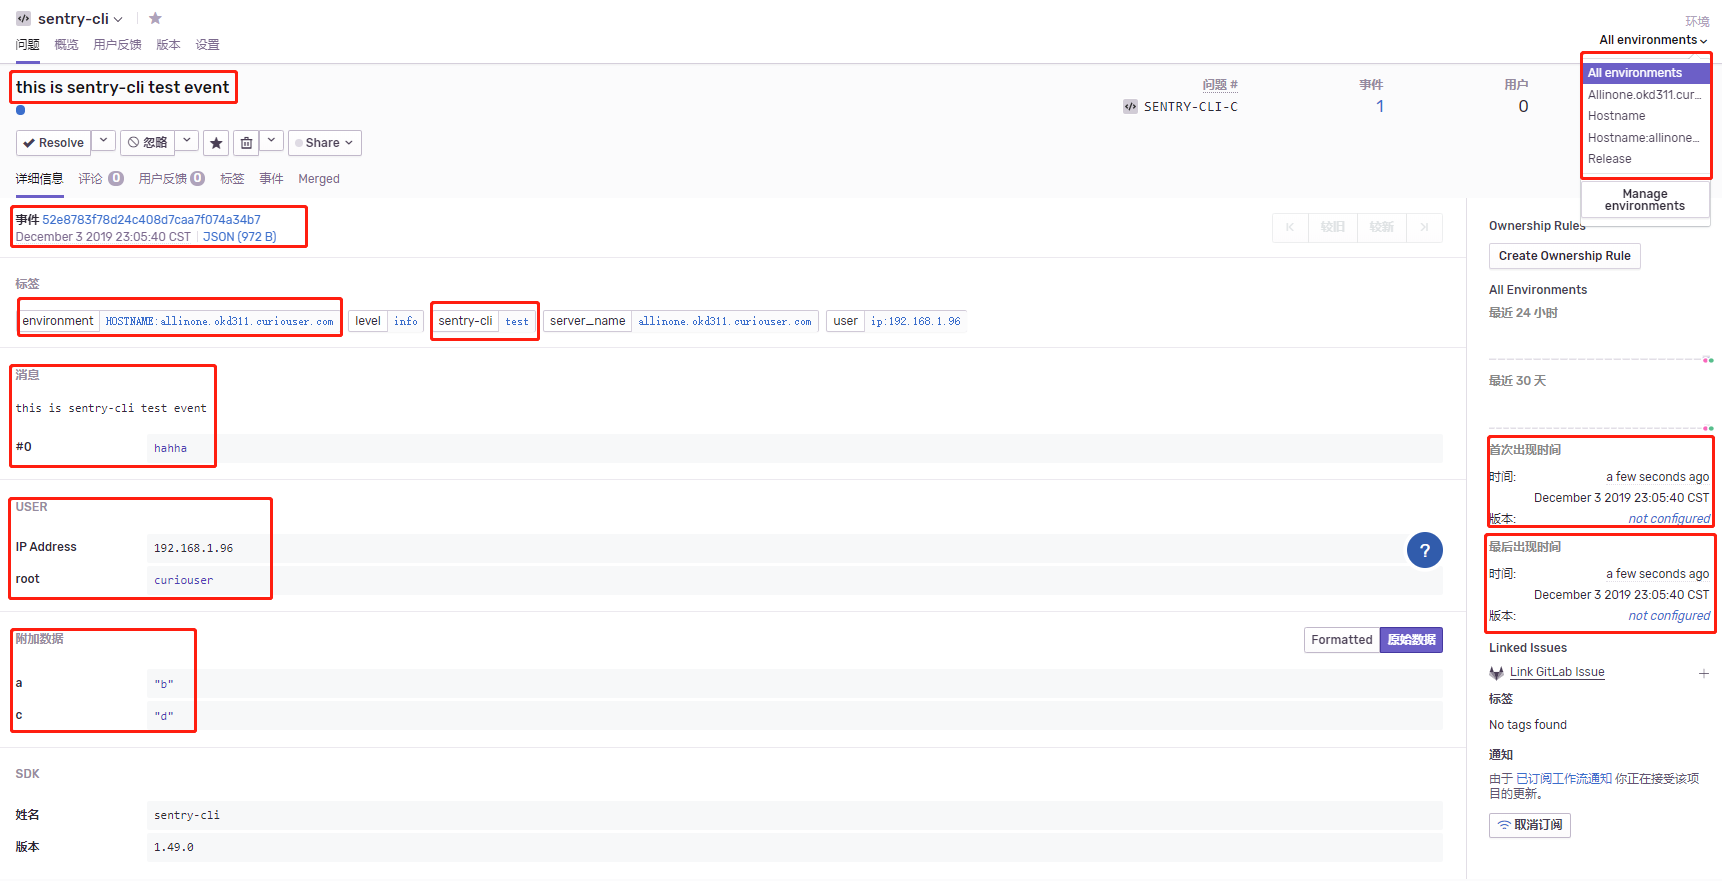 sentry-cli
环境
问题 概览 用户反馈 版本 设置
All environments
this is sentry-cli test event
问题 # 事件 用户
SENTRY-CLI-C 1 0
All environments
Allinone.okd311.cur...
Hostname
Hostname:allinone...
Release
Manage
environments
Resolve 忽略 Share
详细信息 评论 0 用户反馈 0 标签 事件 Merged
事件 52e8783f78d24c408d7caa7f074a34b7
December 3 2019 23:05:40 CST JSON (972 B)
较旧 较新
标签
environment HOSTNAME:allinone.okd311.curiouser.com level info sentry-cli test server_name allinone.okd311.curiouser.com user ip:192.168.1.96
消息
this is sentry-cli test event
#0 hahha
USER
IP Address 192.168.1.96
root curiouser
?
附加数据
Formatted 原始数据
a "b"
c "d"
SDK
姓名 sentry-cli
版本 1.49.0
Ownership Rules
Create Ownership Rule
All Environments
最近 24 小时
最近 30 天
首次出现时间
时间: a few seconds ago
December 3 2019 23:05:40 CST
版本: not configured
最后出现时间
时间: a few seconds ago
December 3 2019 23:05:40 CST
版本: not configured
Linked Issues
Link GitLab Issue
标签
No tags found
通知
由于 已订阅工作流通知 你正在接受该项
目的更新。
取消订阅